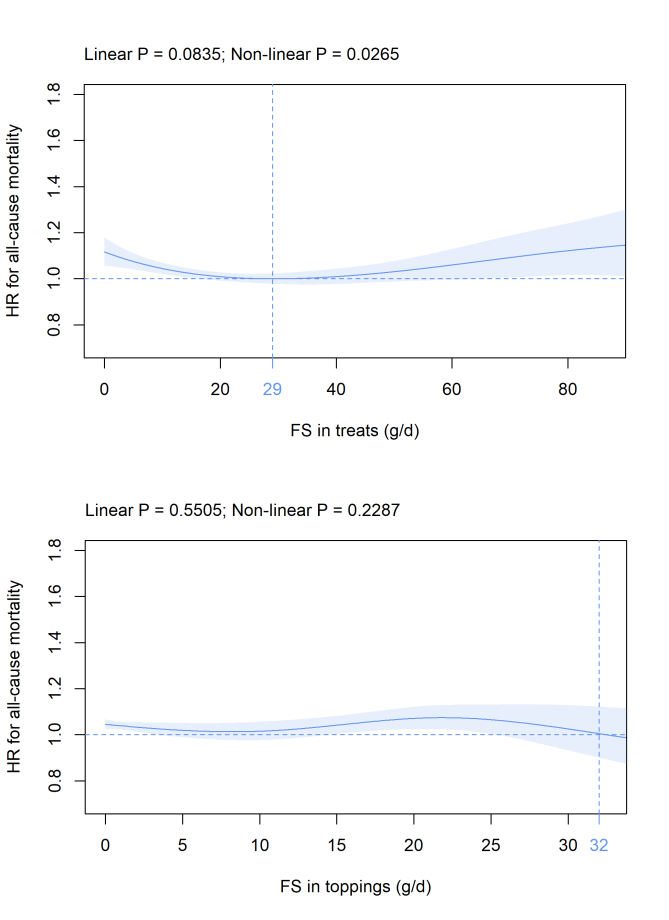 Linear P = 0.0835; Non-linear P = 0.0265
HR for all-cause mortality
1.8
1.6
1.4
1.2
1.0
0.8
0 20 29 40 60 80
FS in treats (g/d)
Linear P = 0.5505; Non-linear P = 0.2287
HR for all-cause mortality
1.8
1.6
1.4
1.2
1.0
0.8
0 5 10 15 20 25 30 32
FS in toppings (g/d)